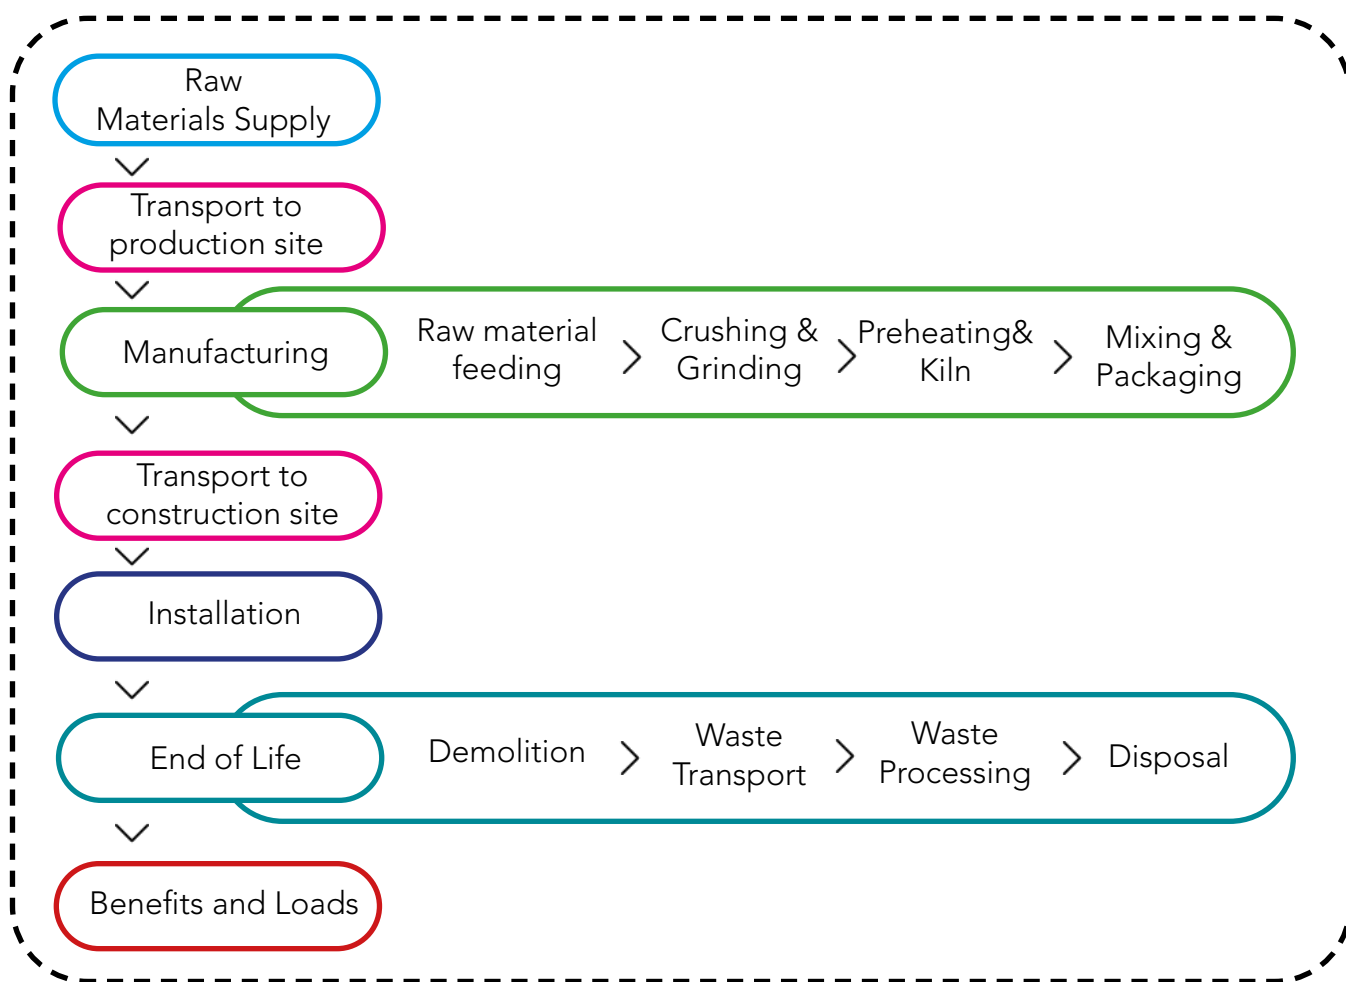 Raw
Materials Supply
Transport to
production site
Manufacturing
Raw material
feeding
Crushing &
Grinding
Preheating&
Kiln
Mixing &
Packaging
Transport to
construction site
Installation
End of Life
Demolition
Waste
Transport
Waste
Processing
Disposal
Benefits and Loads